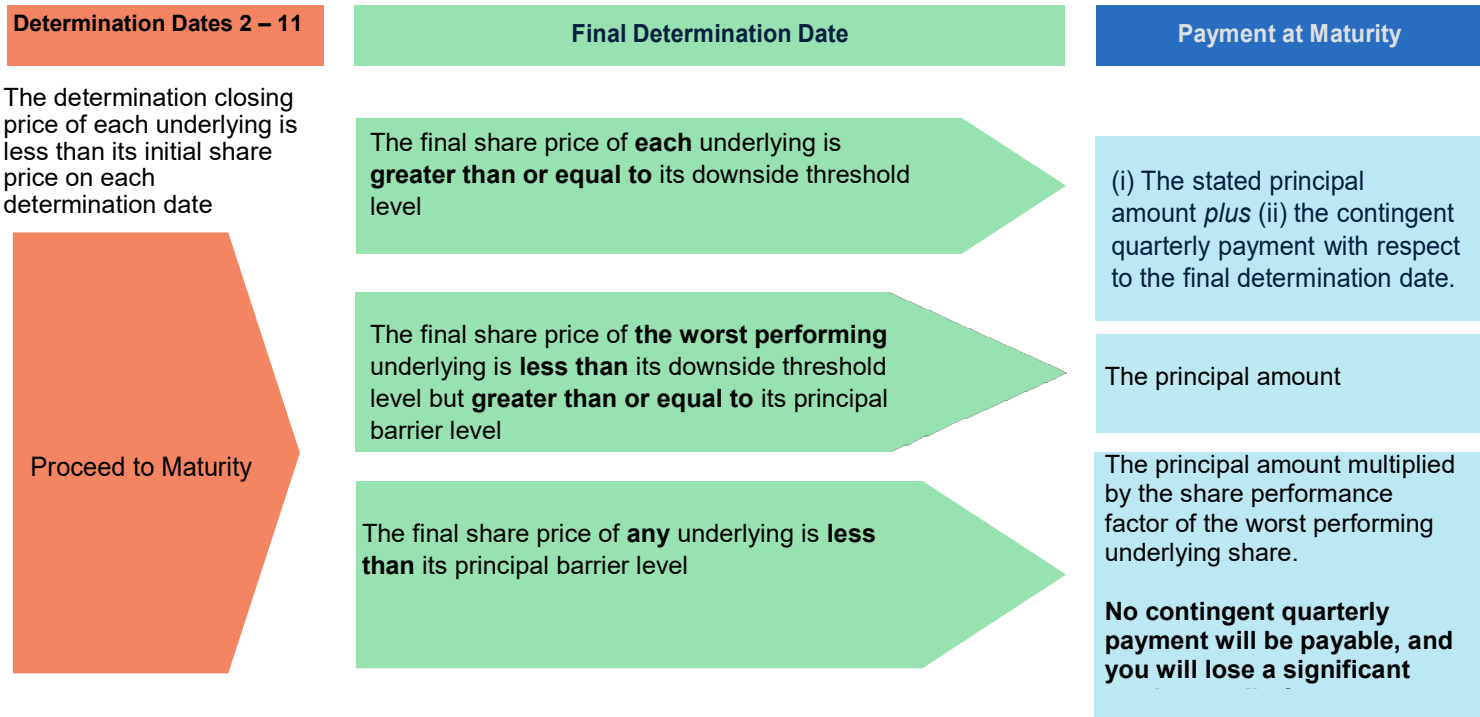 Determination Dates 2 – 11
Final Determination Date
Payment at Maturity
The determination closing
price of each underlying is
less than its initial share
price on each
determination date
Proceed to Maturity
The final share price of each underlying is
greater than or equal to its downside threshold
level
(i) The stated principal
amount plus (ii) the contingent
quarterly payment with respect
to the final determination date.
The final share price of the worst performing
underlying is less than its downside threshold
level but greater than or equal to its principal
barrier level
The principal amount
The final share price of any underlying is less
than its principal barrier level
The principal amount multiplied
by the share performance
factor of the worst performing
underlying share.
No contingent quarterly
payment will be payable, and
you will lose a significant